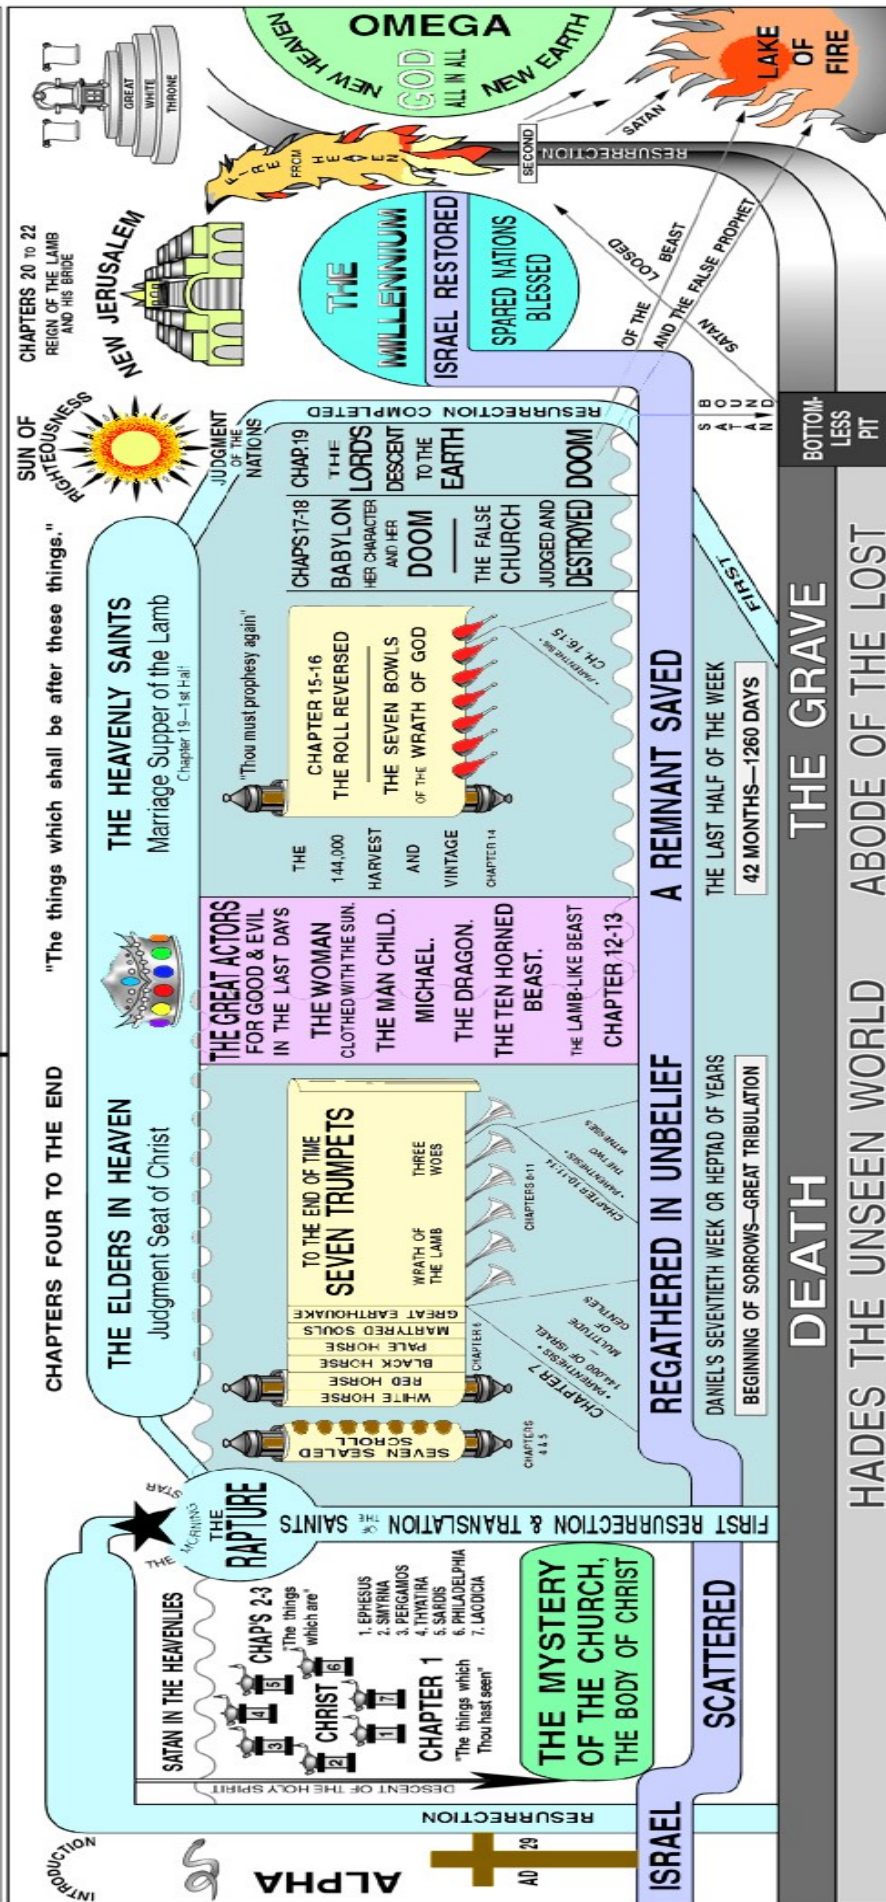 INTRODUCTION
ALPHA
AD 29
RESURRECTION
SATAN IN THE HEAVENLIES
DESCENT OF THE HOLY SPIRIT
CHAP'S 2-3
"The things
which are"
1
2
3
4
5
6
7
CHRIST
CHAPTER 1
"The things which
Thou hast seen"
1. EPHESUS
2. SMYRNA
3. PERGAMOS
4. THYATIRA
5. SARDIS
6. PHILADELPHIA
7. LAODICIA
THE MYSTERY
OF THE CHURCH,
THE BODY OF CHRIST
ISRAEL
SCATTERED
THE MORNING STAR
THE
RAPTURE
FIRST RESURRECTION & TRANSLATION OF THE SAINTS
CHAPTERS FOUR TO THE END
"The things which shall be after these things."
THE ELDERS IN HEAVEN
Judgment Seat of Christ
THE HEAVENLY SAINTS
Marriage Supper of the Lamb
Chapter 19—1st Half
SEVEN SEALED
SCROLL
CHAPTERS
4 & 5
WHITE HORSE
RED HORSE
BLACK HORSE
PALE HORSE
MARTYRED SOULS
GREAT EARTHQUAKE
CHAPTER 6
CHAPTER 7
• PARENTHESIS •
144,000 OF ISRAEL
–
MULTITUDE
OF
GENTILES
TO THE END OF TIME
SEVEN TRUMPETS
WRATH OF
THE LAMB
THREE
WOES
CHAPTERS 8-11
CHAPTER 10-11:14
• PARENTHESIS •
THE TWO
WITNESSES
THE GREAT ACTORS
FOR GOOD & EVIL
IN THE LAST DAYS
THE WOMAN
CLOTHED WITH THE SUN.
THE MAN CHILD.
MICHAEL.
THE DRAGON.
THE TEN HORNED
BEAST.
THE LAMB-LIKE BEAST
CHAPTER 12-13
THE
144,000
HARVEST
AND
VINTAGE
CHAPTER 14
"Thou must prophesy again"
CHAPTER 15-16
THE ROLL REVERSED
THE SEVEN BOWLS
OF THE WRATH OF GOD
• PARENTHESIS •
CH. 16:15
CHAP'S 17-18
BABYLON
HER CHARACTER
AND HER
DOOM
THE FALSE
CHURCH
JUDGED AND
DESTROYED
CHAP.19
THE
LORD'S
DESCENT
TO THE
EARTH
DOOM
RESURRECTION COMPLETED
REGATHERED IN UNBELIEF
A REMNANT SAVED
DANIEL'S SEVENTIETH WEEK OR HEPTAD OF YEARS
BEGINNING OF SORROWS—GREAT TRIBULATION
THE LAST HALF OF THE WEEK
42 MONTHS—1260 DAYS
FIRST
SUN OF
RIGHTEOUSNESS
JUDGMENT
OF THE
NATIONS
CHAPTERS 20 TO 22
REIGN OF THE LAMB
AND HIS BRIDE
NEW JERUSALEM
THE
MILLENNIUM
ISRAEL RESTORED
SPARED NATIONS
BLESSED
GREAT
WHITE
THRONE
FIRE
FROM
HEAVEN
OMEGA
NEW HEAVEN
GOD
ALL IN ALL
NEW EARTH
SECOND
RESURRECTION
SATAN
LAKE
OF
FIRE
OF THE BEAST
AND THE FALSE PROPHET
SATAN LOOSED
SATAN
BOUND
BOTTOM-
LESS
PIT
DEATH
THE GRAVE
HADES THE UNSEEN WORLD
ABODE OF THE LOST